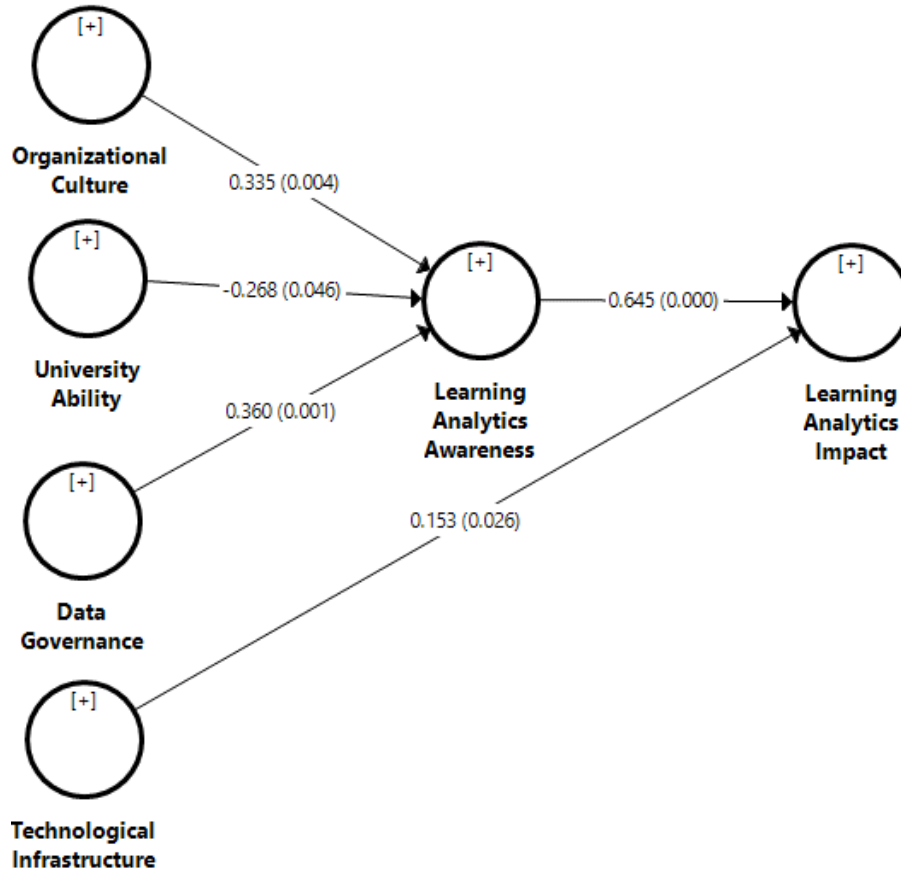 [+]
Organizational
Culture
0.335 (0.004)
[+]
University
Ability
-0.268 (0.046)
[+]
Learning
Analytics
Awareness
0.645 (0.000)
[+]
Learning
Analytics
Impact
0.360 (0.001)
[+]
Data
Governance
0.153 (0.026)
[+]
Technological
Infrastructure